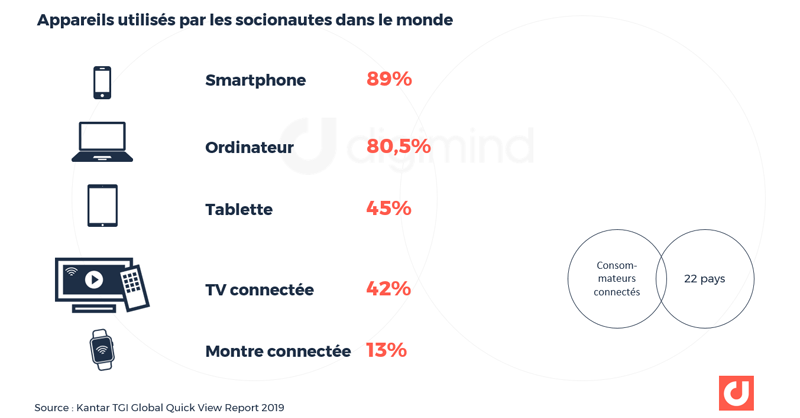 Appareils utilisés par les socionautes dans le monde
Smartphone 89%
digimind
Ordinateur 80,5%
Tablette 45%
Consom-
mateurs
connectés
22 pays
TV connectée 42%
Montre connectée 13%
Source : Kantar TGI Global Quick View Report 2019